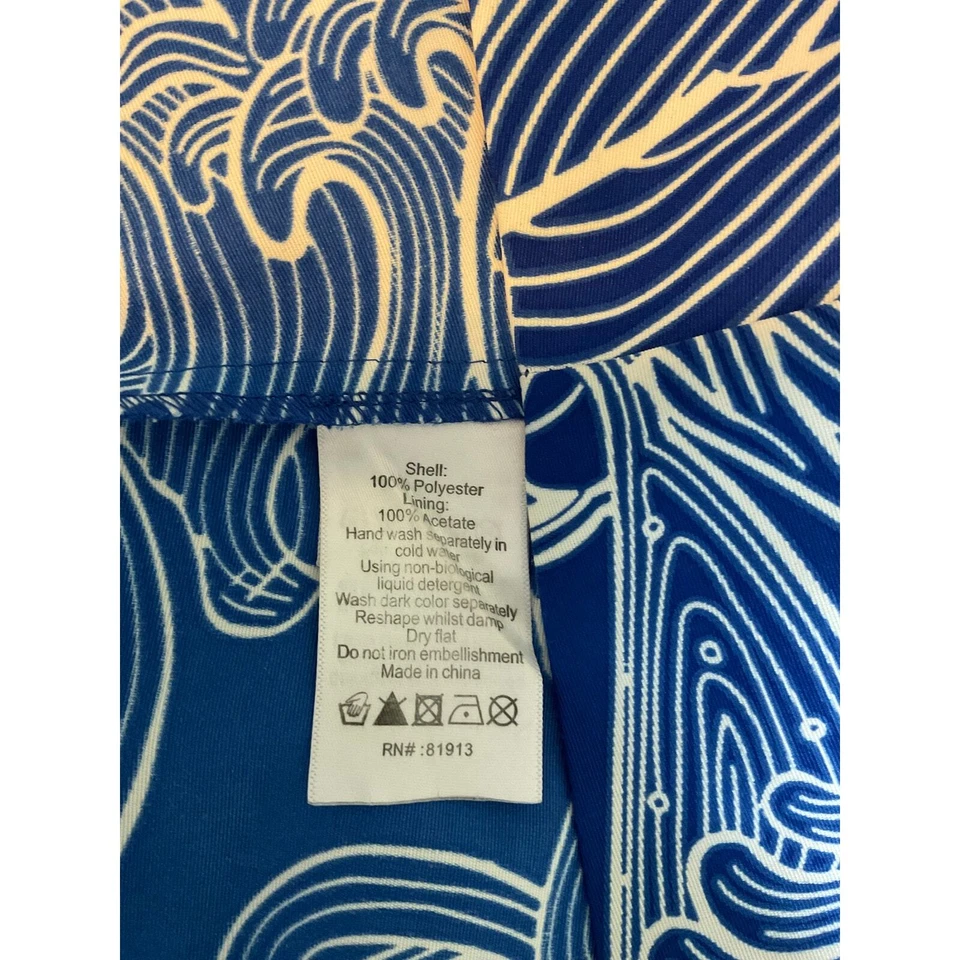 Shell:
100% Polyester
Lining:
100% Acetate
Hand wash separately in
cold water
Using non-biological
liquid detergent
Wash dark color separately
Reshape whilst damp
Dry flat
Do not iron embellishment
Made in china
RN# :81913